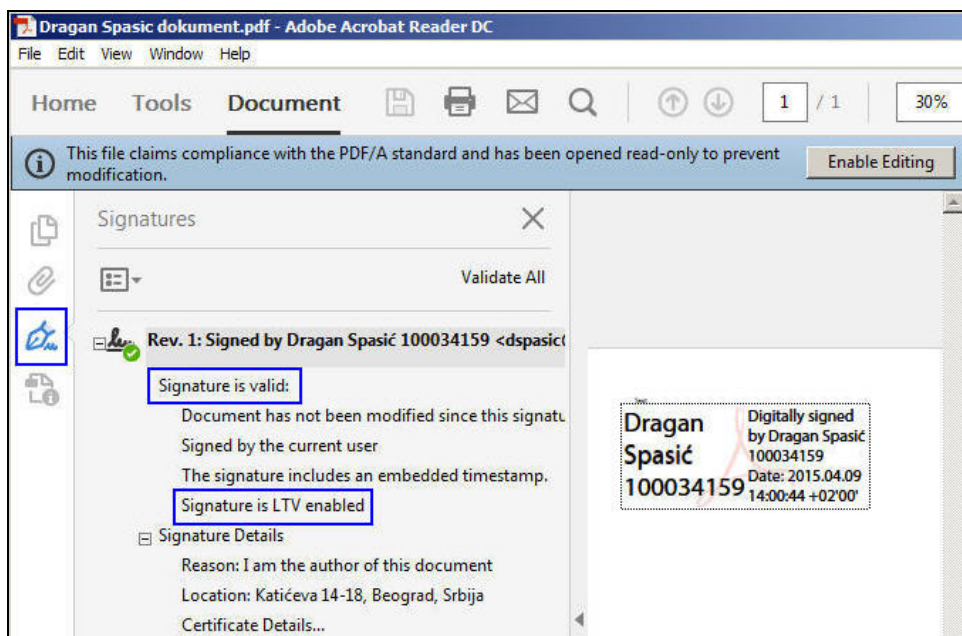 Dragan Spasic dokument.pdf - Adobe Acrobat Reader DC
File Edit View Window Help
Home Tools Document 1 / 1 30%
This file claims compliance with the PDF/A standard and has been opened read-only to prevent
modification.
Enable Editing
Signatures
Validate All
Rev. 1: Signed by Dragan Spasić 100034159 <dspasic
Signature is valid:
Document has not been modified since this signatu
Signed by the current user
The signature includes an embedded timestamp.
Signature is LTV enabled
Signature Details
Reason: I am the author of this document
Location: Katićeva 14-18, Beograd, Srbija
Certificate Details...
Dragan
Spasić
100034159
Digitally signed
by Dragan Spasić
100034159
Date: 2015.04.09
14:00:44 +02'00'